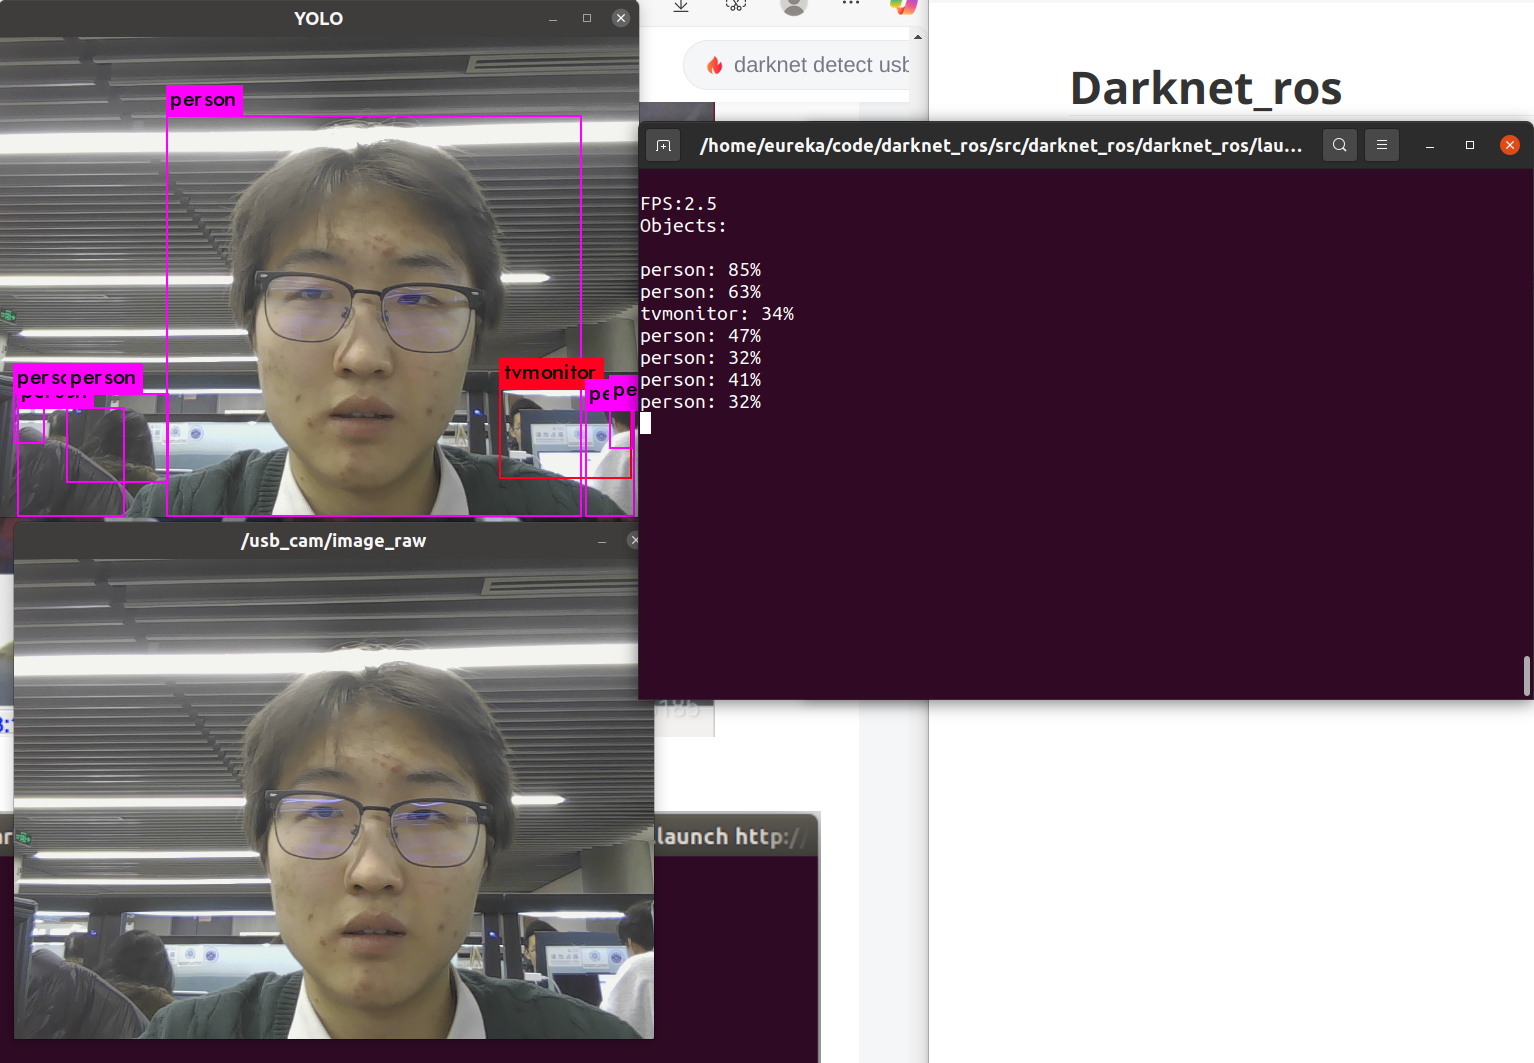 YOLO
person
person
person
tvmonitor
pe
pe
/usb_cam/image_raw
darknet detect usb
Darknet_ros
/home/eureka/code/darknet_ros/src/darknet_ros/darknet_ros/lau...
FPS:2.5
Objects:
person: 85%
person: 63%
tvmonitor: 34%
person: 47%
person: 32%
person: 41%
person: 32%
185
.launch http://